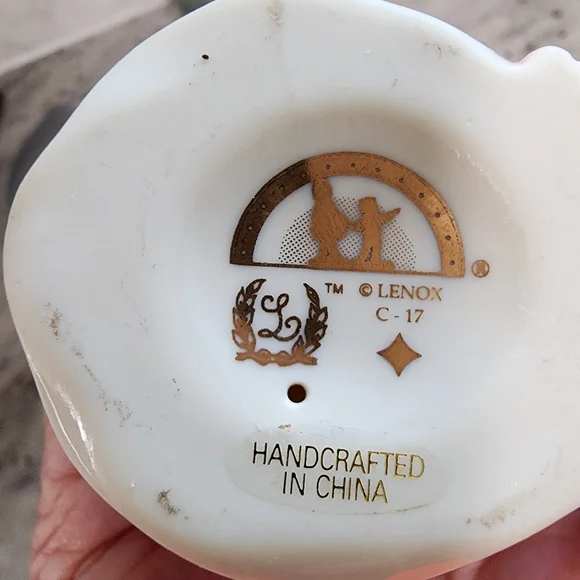 ®
™ © LENOX
C - 17
L
HANDCRAFTED
IN CHINA